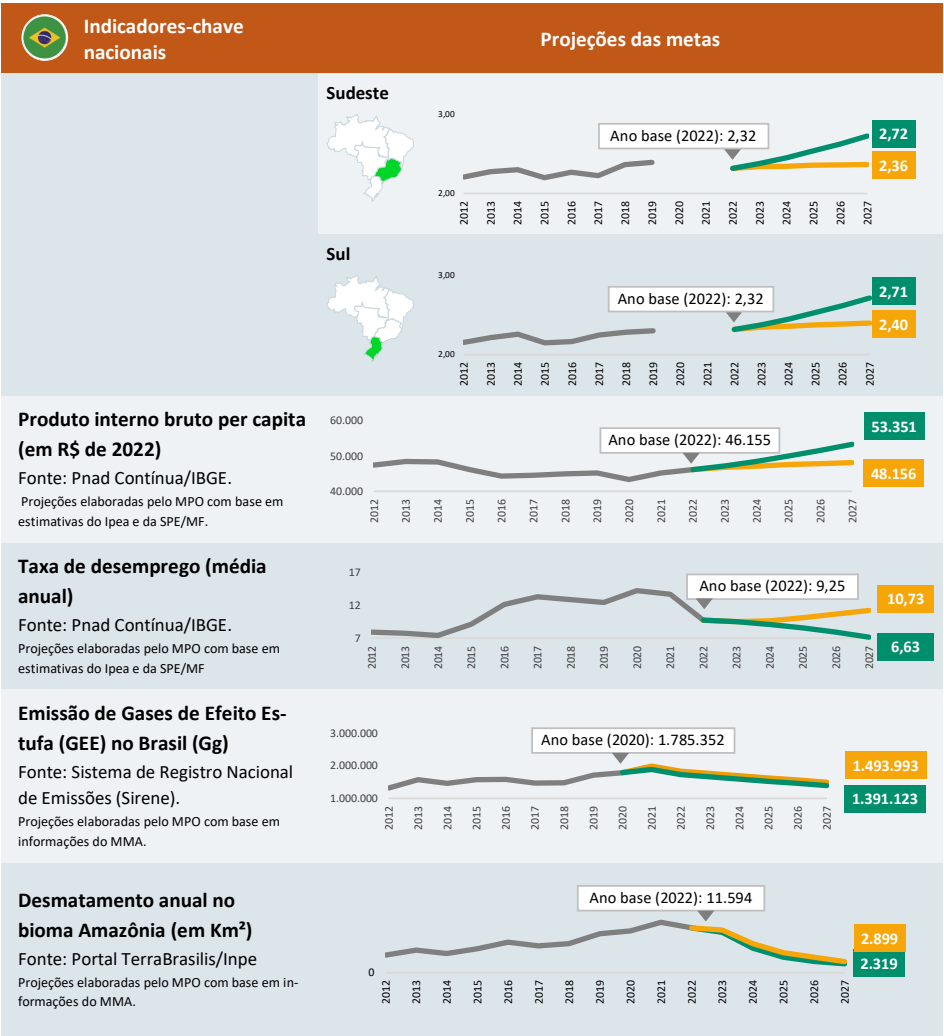 Indicadores-chave
nacionais
Projeções das metas
Sudeste
3,00
2,00
Ano base (2022): 2,32
2,72
2,36
2012 2013 2014 2015 2016 2017 2018 2019 2020 2021 2022 2023 2024 2025 2026 2027
Sul
3,00
2,00
Ano base (2022): 2,32
2,71
2,40
2012 2013 2014 2015 2016 2017 2018 2019 2020 2021 2022 2023 2024 2025 2026 2027
Produto interno bruto per capita
(em R$ de 2022)
Fonte: Pnad Contínua/IBGE.
Projeções elaboradas pelo MPO com base em
estimativas do Ipea e da SPE/MF.
60.000
50.000
40.000
Ano base (2022): 46.155
53.351
48.156
2012 2013 2014 2015 2016 2017 2018 2019 2020 2021 2022 2023 2024 2025 2026 2027
Taxa de desemprego (média
anual)
Fonte: Pnad Contínua/IBGE.
Projeções elaboradas pelo MPO com base em
estimativas do Ipea e da SPE/MF
17
12
7
Ano base (2022): 9,25
10,73
6,63
2012 2013 2014 2015 2016 2017 2018 2019 2020 2021 2022 2023 2024 2025 2026 2027
Emissão de Gases de Efeito Es-
tufa (GEE) no Brasil (Gg)
Fonte: Sistema de Registro Nacional
de Emissões (Sirene).
Projeções elaboradas pelo MPO com base em
informações do MMA.
3.000.000
2.000.000
1.000.000
Ano base (2020): 1.785.352
1.493.993
1.391.123
2012 2013 2014 2015 2016 2017 2018 2019 2020 2021 2022 2023 2024 2025 2026 2027
Desmatamento anual no
bioma Amazônia (em Km²)
Fonte: Portal TerraBrasilis/Inpe
Projeções elaboradas pelo MPO com base em in-
formações do MMA.
0
Ano base (2022): 11.594
2.899
2.319
2012 2013 2014 2015 2016 2017 2018 2019 2020 2021 2022 2023 2024 2025 2026 2027